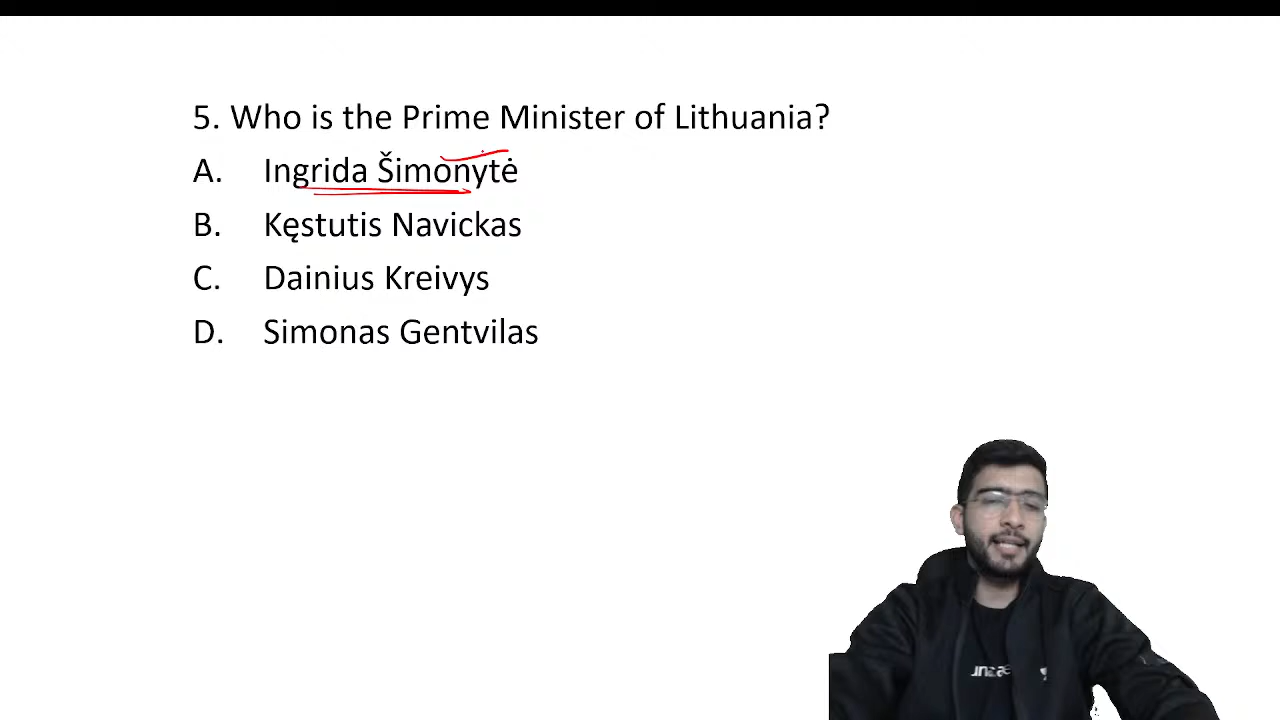 5. Who is the Prime Minister of Lithuania?
A. Ingrida Šimonytė
B. Kęstutis Navickas
C. Dainius Kreivys
D. Simonas Gentvilas